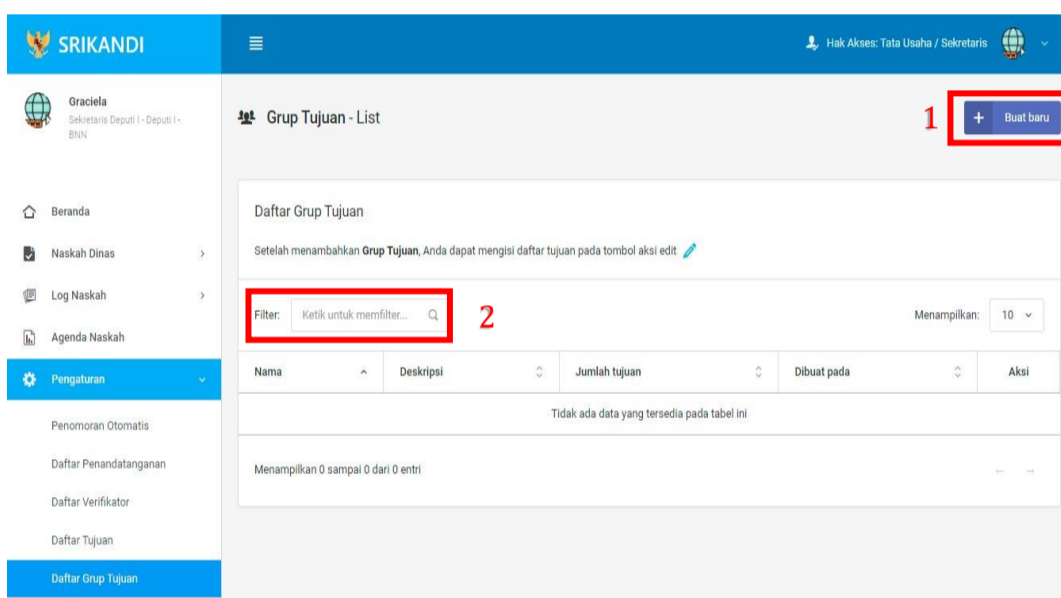 SRIKANDI
Hak Akses: Tata Usaha / Sekretaris
Graciela
Sekretaris Deputi I - Deputi I -
BNN
Grup Tujuan - List
1
+ Buat baru
Beranda
Naskah Dinas
Log Naskah
Agenda Naskah
Pengaturan
Penomoran Otomatis
Daftar Penandatanganan
Daftar Verifikator
Daftar Tujuan
Daftar Grup Tujuan
Daftar Grup Tujuan
Setelah menambahkan Grup Tujuan, Anda dapat mengisi daftar tujuan pada tombol aksi edit
Filter: Ketik untuk memfilter...
2
Menampilkan: 10
Nama Deskripsi Jumlah tujuan Dibuat pada Aksi
Tidak ada data yang tersedia pada tabel ini
Menampilkan 0 sampai 0 dari 0 entri
← →